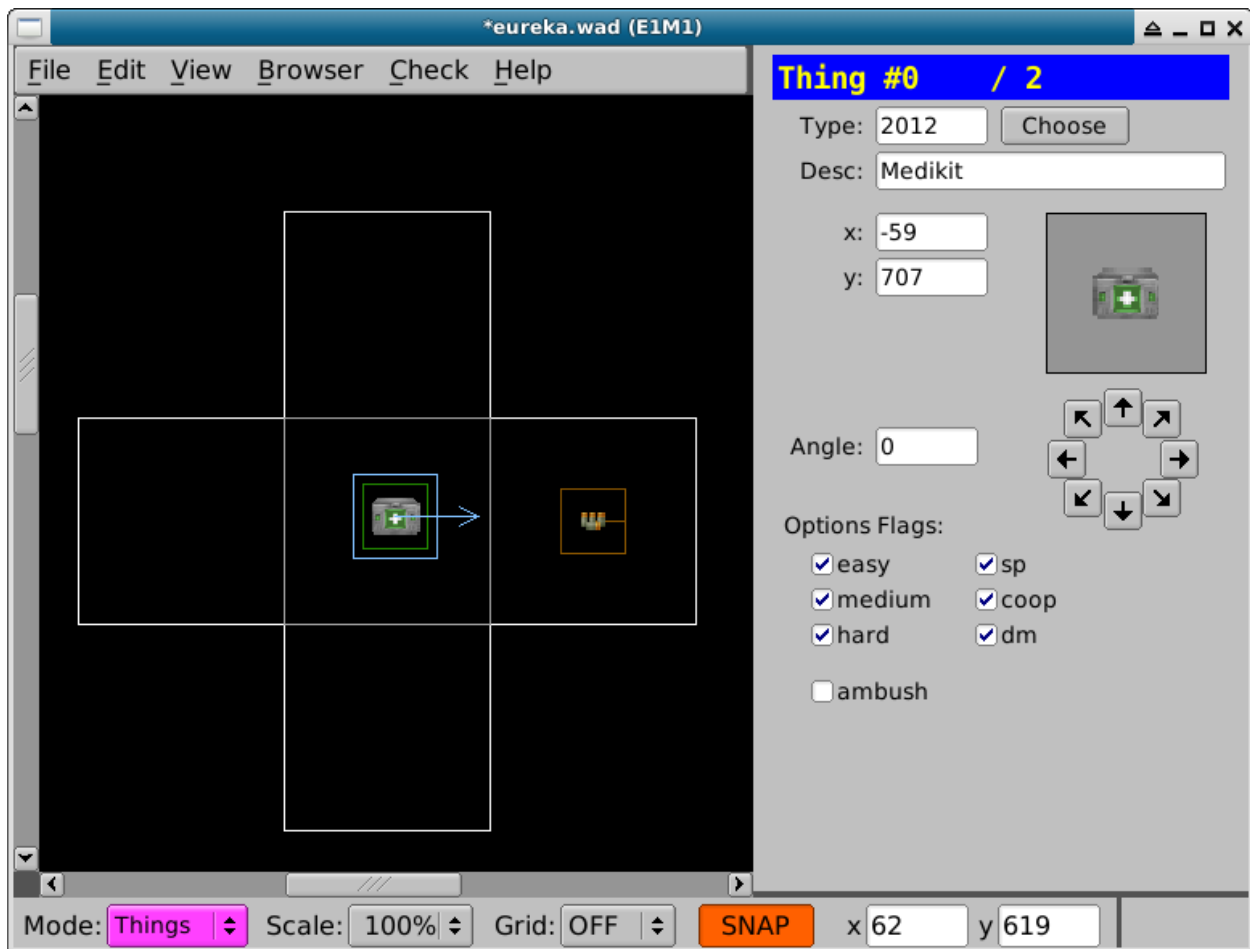 *eureka.wad (E1M1)
File Edit View Browser Check Help
Thing #0 / 2
Type: 2012 Choose
Desc: Medikit
x: -59
y: 707
Angle: 0
Options Flags:
easy sp
medium coop
hard dm
ambush
Mode: Things Scale: 100% Grid: OFF SNAP x 62 y 619